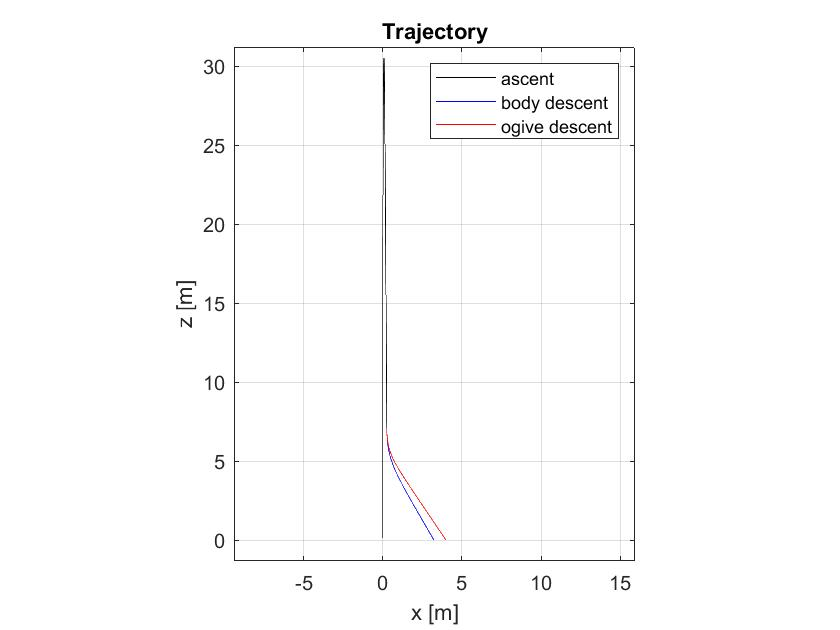 Trajectory
ascent
body descent
ogive descent
30
25
20
15
10
5
0
z [m]
-5 0 5 10 15
x [m]